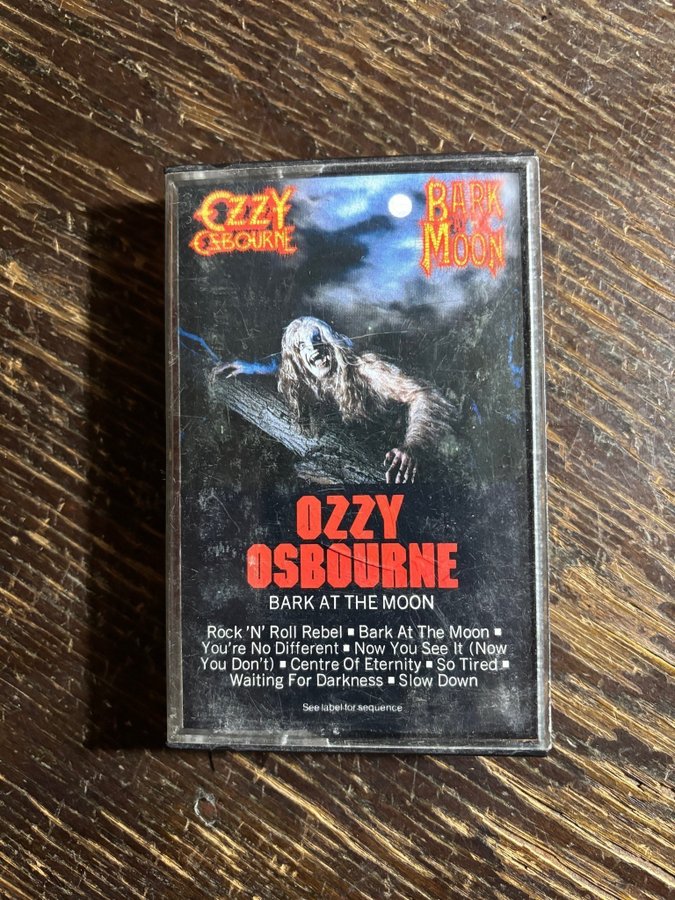 OZZY
OSBOURNE
BARK
AT THE
MOON
OZZY
OSBOURNE
BARK AT THE MOON
Rock 'N' Roll Rebel ▪ Bark At The Moon ▪
You're No Different ▪ Now You See It (Now
You Don't) ▪ Centre Of Eternity ▪ So Tired ▪
Waiting For Darkness ▪ Slow Down
See label for sequence